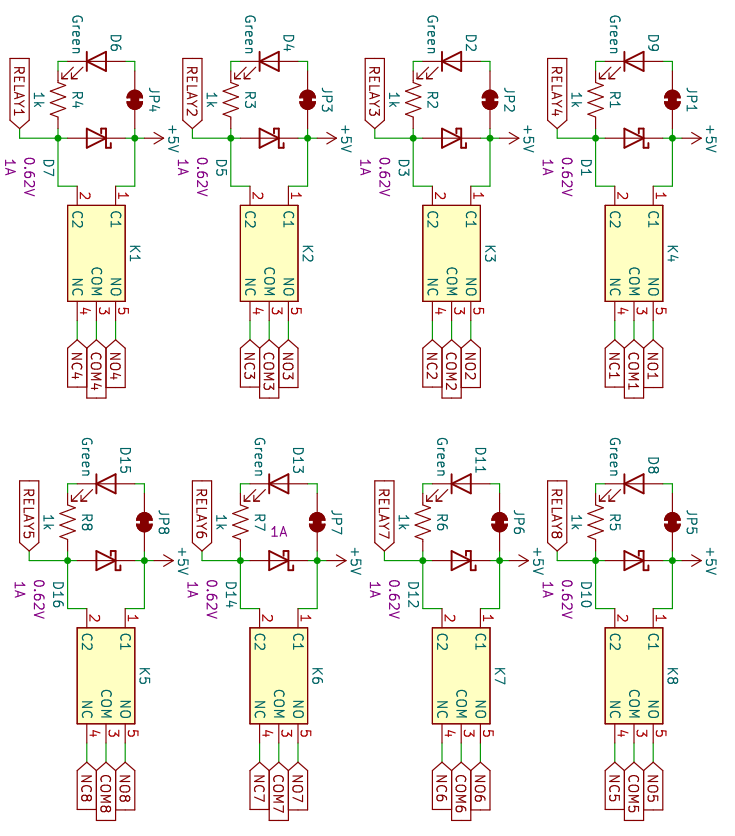 +5V
JP1
D9
Green
R1
1k
RELAY4
D1
0.62V
1A
K4
1
C1
2
C2
NO
5
COM
3
NC
4
NO1
COM1
NC1
+5V
JP5
D8
Green
R5
1k
RELAY8
D10
0.62V
1A
K8
1
C1
2
C2
NO
5
COM
3
NC
4
NO5
COM5
NC5
+5V
JP2
D2
Green
R2
1k
RELAY3
D3
0.62V
1A
K3
1
C1
2
C2
NO
5
COM
3
NC
4
NO2
COM2
NC2
+5V
JP6
D11
Green
R6
1k
RELAY7
D12
0.62V
1A
K7
1
C1
2
C2
NO
5
COM
3
NC
4
NO6
COM6
NC6
+5V
JP3
D4
Green
R3
1k
RELAY2
D5
0.62V
1A
K2
1
C1
2
C2
NO
5
COM
3
NC
4
NO3
COM3
NC3
+5V
JP7
D13
Green
R7
1A
1k
RELAY6
D14
0.62V
1A
K6
1
C1
2
C2
NO
5
COM
3
NC
4
NO7
COM7
NC7
+5V
JP4
D6
Green
R4
1k
RELAY1
D7
0.62V
1A
K1
1
C1
2
C2
NO
5
COM
3
NC
4
NO4
COM4
NC4
+5V
JP8
D15
Green
R8
1k
RELAY5
D16
0.62V
1A
K5
1
C1
2
C2
NO
5
COM
3
NC
4
NO8
COM8
NC8